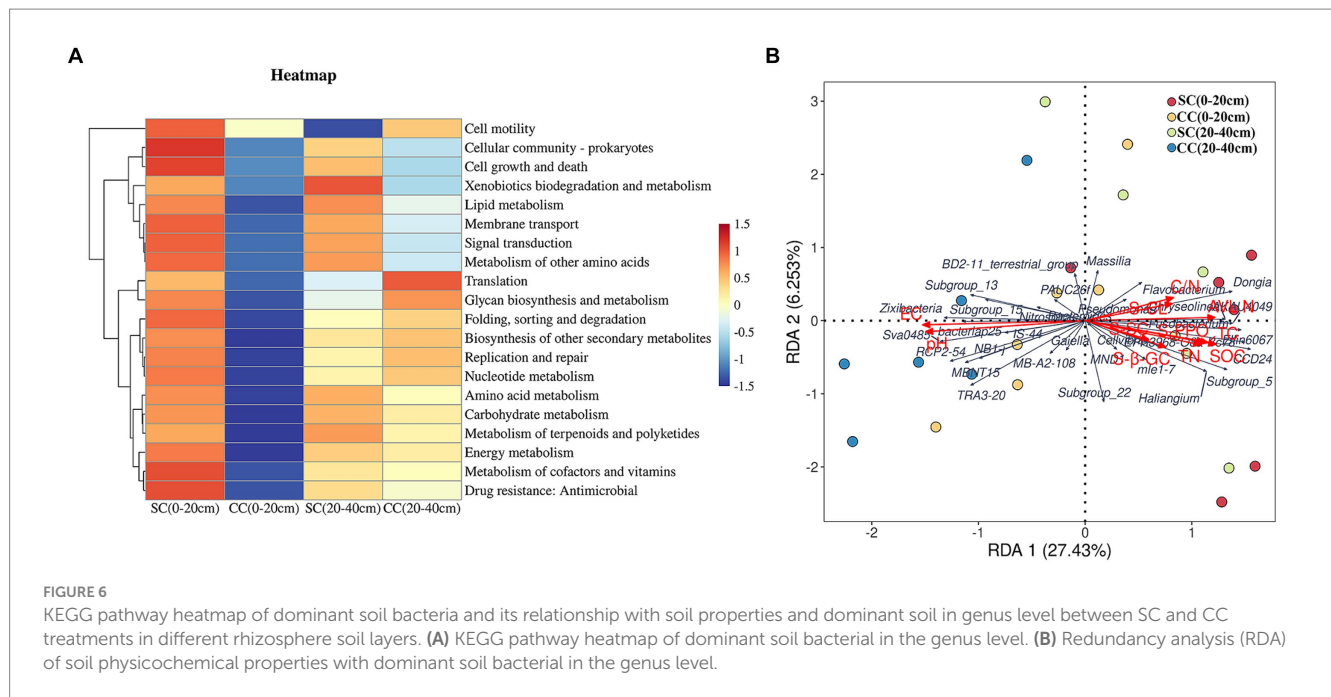 A
Heatmap
Cell motility
Cellular community - prokaryotes
Cell growth and death
Xenobiotics biodegradation and metabolism
Lipid metabolism
Membrane transport
Signal transduction
Metabolism of other amino acids
Translation
Glycan biosynthesis and metabolism
Folding, sorting and degradation
Biosynthesis of other secondary metabolites
Replication and repair
Nucleotide metabolism
Amino acid metabolism
Carbohydrate metabolism
Metabolism of terpenoids and polyketides
Energy metabolism
Metabolism of cofactors and vitamins
Drug resistance: Antimicrobial
SC(0-20cm) CC(0-20cm) SC(20-40cm) CC(20-40cm)
1.5
1
0.5
0
-0.5
-1
-1.5
B
SC(0-20cm)
CC(0-20cm)
SC(20-40cm)
CC(20-40cm)
3
2
1
0
-1
-2
RDA 2 (6.253%)
BD2-11_terrestrial_group
Massilia
Subgroup_13
PAUC26f
Flavobacterium
C/N
Dongia
Zixibacteria
Subgroup_15
Pseudomonas
EC
Sva0485
IS-44
pH
RCP2-54
NB1-j
Gaiella
MB-A2-108
MND1
S-β-GC
TN
SOC
TC
CCD24
MBNT15
mle1-7
Subgroup_5
TRA3-20
Subgroup_22
Haliangium
-2 -1 0 1
RDA 1 (27.43%)
FIGURE 6
KEGG pathway heatmap of dominant soil bacteria and its relationship with soil properties and dominant soil in genus level between SC and CC
treatments in different rhizosphere soil layers. (A) KEGG pathway heatmap of dominant soil bacterial in the genus level. (B) Redundancy analysis (RDA)
of soil physicochemical properties with dominant soil bacterial in the genus level.